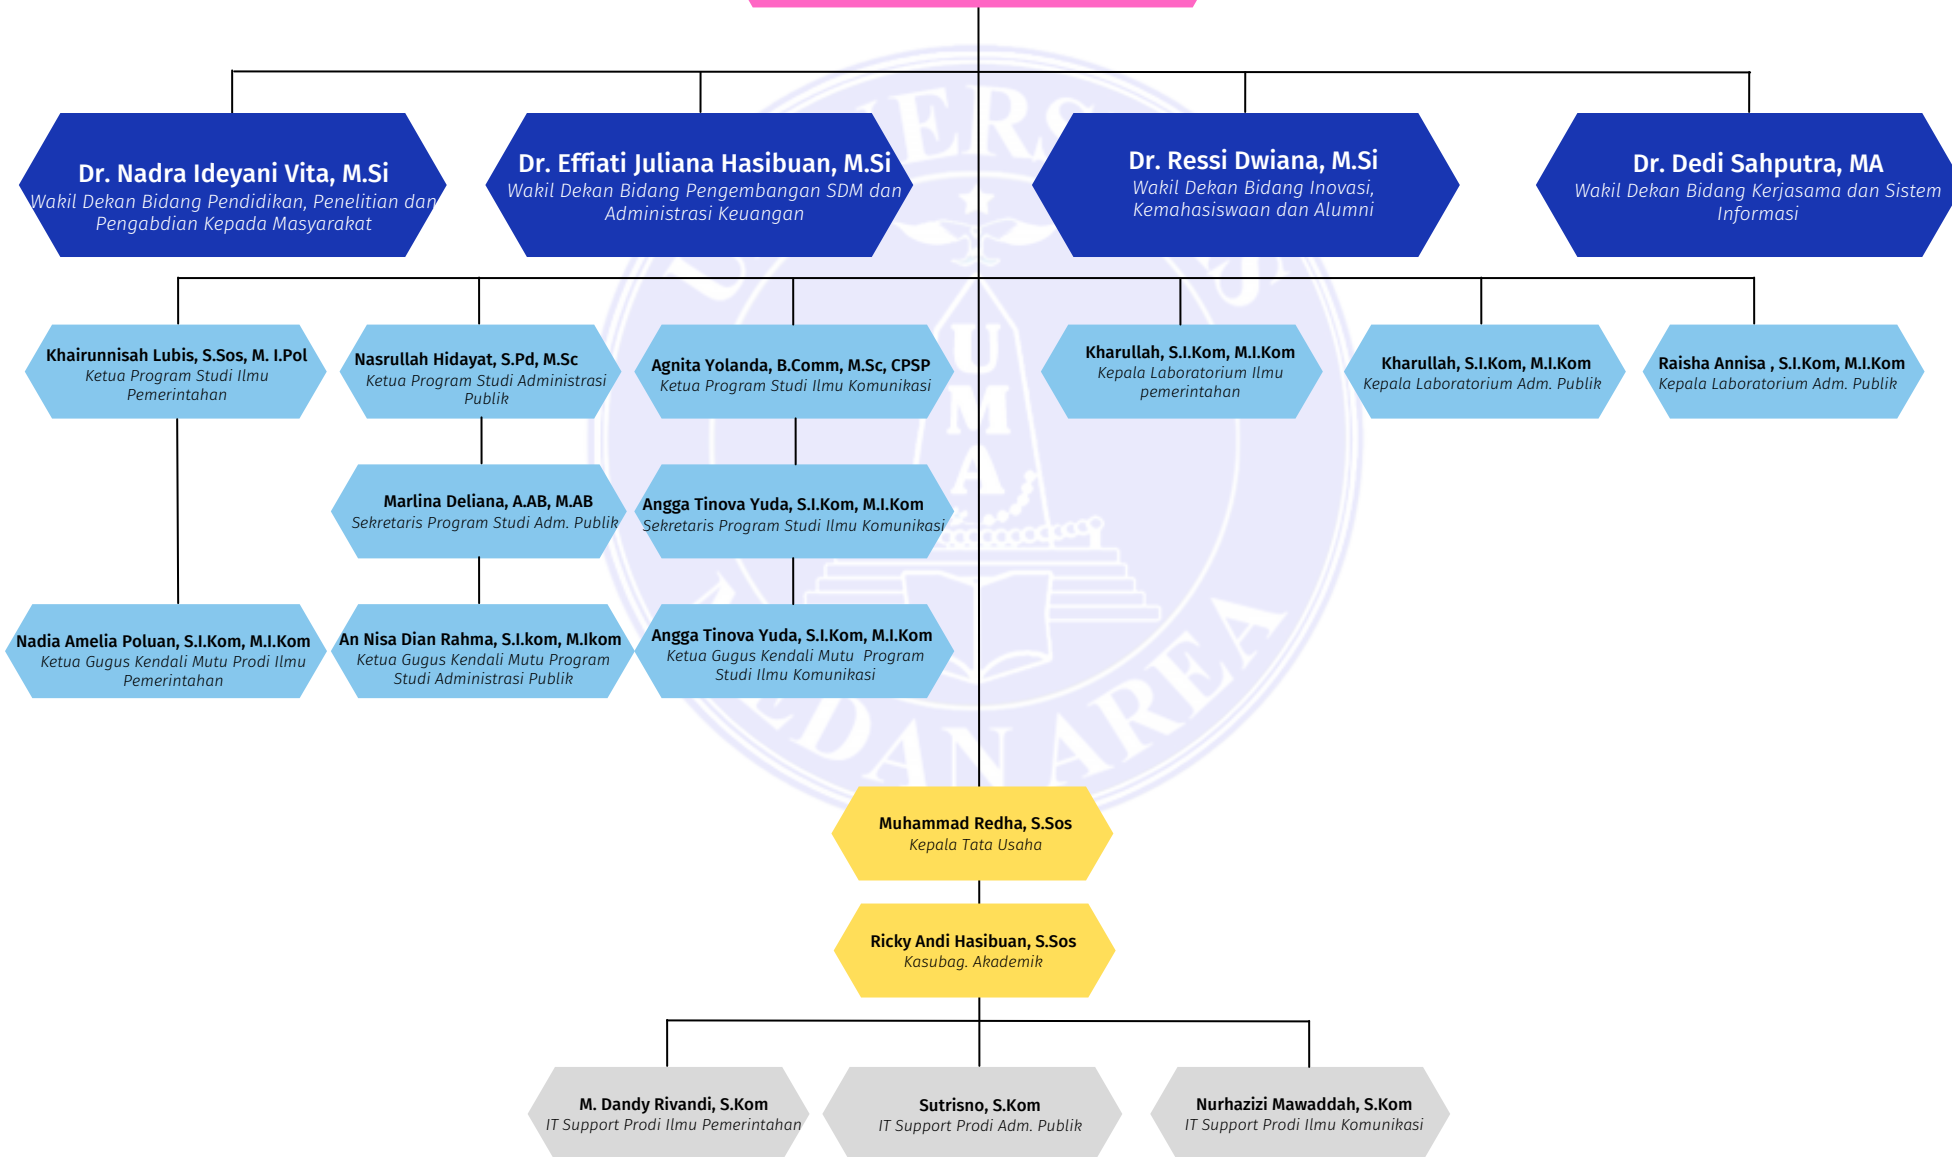 Dr. Nadra Ideyani Vita, M.Si
Wakil Dekan Bidang Pendidikan, Penelitian dan
Pengabdian Kepada Masyarakat
Dr. Effiati Juliana Hasibuan, M.Si
Wakil Dekan Bidang Pengembangan SDM dan
Administrasi Keuangan
Dr. Ressi Dwiana, M.Si
Wakil Dekan Bidang Inovasi,
Kemahasiswaan dan Alumni
Dr. Dedi Sahputra, MA
Wakil Dekan Bidang Kerjasama dan Sistem
Informasi
Khairunnisah Lubis, S.Sos, M. I.Pol
Ketua Program Studi Ilmu
Pemerintahan
Nasrullah Hidayat, S.Pd, M.Sc
Ketua Program Studi Administrasi
Publik
Agnita Yolanda, B.Comm, M.Sc, CPSP
Ketua Program Studi Ilmu Komunikasi
Kharullah, S.I.Kom, M.I.Kom
Kepala Laboratorium Ilmu
pemerintahan
Kharullah, S.I.Kom, M.I.Kom
Kepala Laboratorium Adm. Publik
Raisha Annisa , S.I.Kom, M.I.Kom
Kepala Laboratorium Adm. Publik
Marlina Deliana, A.AB, M.AB
Sekretaris Program Studi Adm. Publik
Angga Tinova Yuda, S.I.Kom, M.I.Kom
Sekretaris Program Studi Ilmu Komunikasi
Nadia Amelia Poluan, S.I.Kom, M.I.Kom
Ketua Gugus Kendali Mutu Prodi Ilmu
Pemerintahan
An Nisa Dian Rahma, S.I.kom, M.Ikom
Ketua Gugus Kendali Mutu Program
Studi Administrasi Publik
Angga Tinova Yuda, S.I.Kom, M.I.Kom
Ketua Gugus Kendali Mutu  Program
Studi Ilmu Komunikasi
UMA
MEDAN AREA
Muhammad Redha, S.Sos
Kepala Tata Usaha
Ricky Andi Hasibuan, S.Sos
Kasubag. Akademik
M. Dandy Rivandi, S.Kom
IT Support Prodi Ilmu Pemerintahan
Sutrisno, S.Kom
IT Support Prodi Adm. Publik
Nurhazizi Mawaddah, S.Kom
IT Support Prodi Ilmu Komunikasi